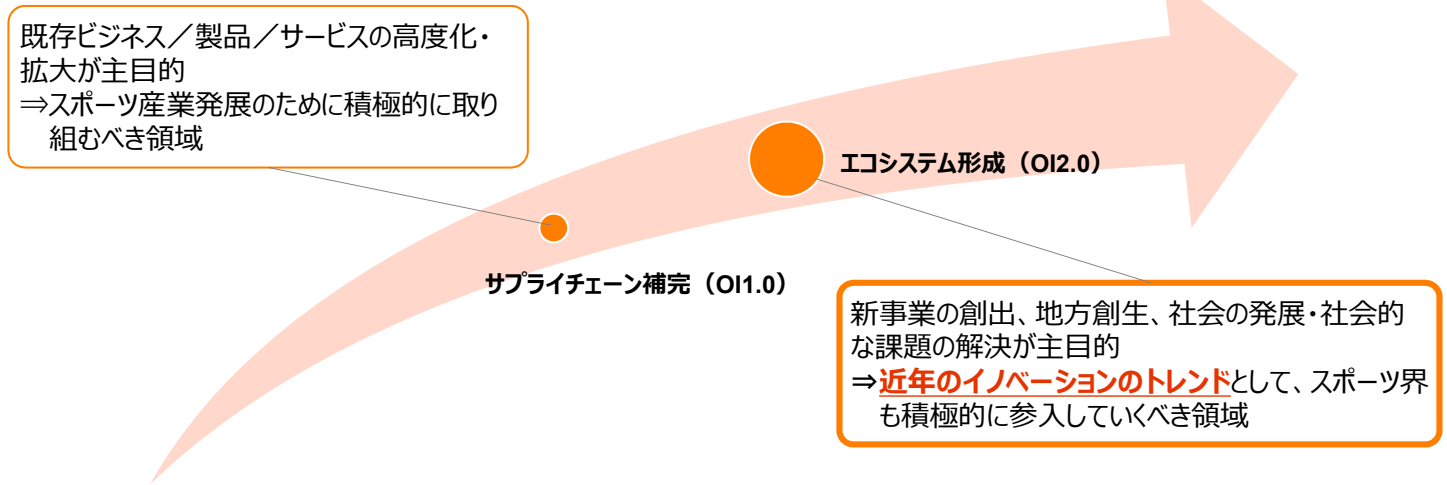 既存ビジネス／製品／サービスの高度化・
拡大が主目的
⇒スポーツ産業発展のために積極的に取り
組むべき領域
エコシステム形成（OI2.0）
サプライチェーン補完（OI1.0）
新事業の創出、地方創生、社会の発展・社会的
な課題の解決が主目的
⇒近年のイノベーションのトレンドとして、スポーツ界
も積極的に参入していくべき領域